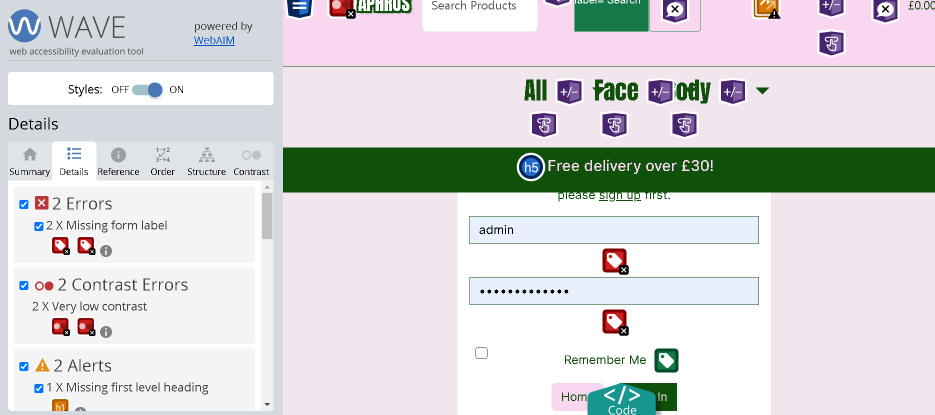 WAVE
powered by
WebAIM
web accessibility evaluation tool
Styles: OFF ON
Details
Summary Details Reference Order Structure Contrast
2 Errors
2 X Missing form label
2 Contrast Errors
2 X Very low contrast
2 Alerts
1 X Missing first level heading
h1
Search Products
Search
£0.00
+/-
All +/- Face +/- ody +/-
h5 Free delivery over £30!
please sign up first.
admin
Remember Me
Hom In
</>
Code